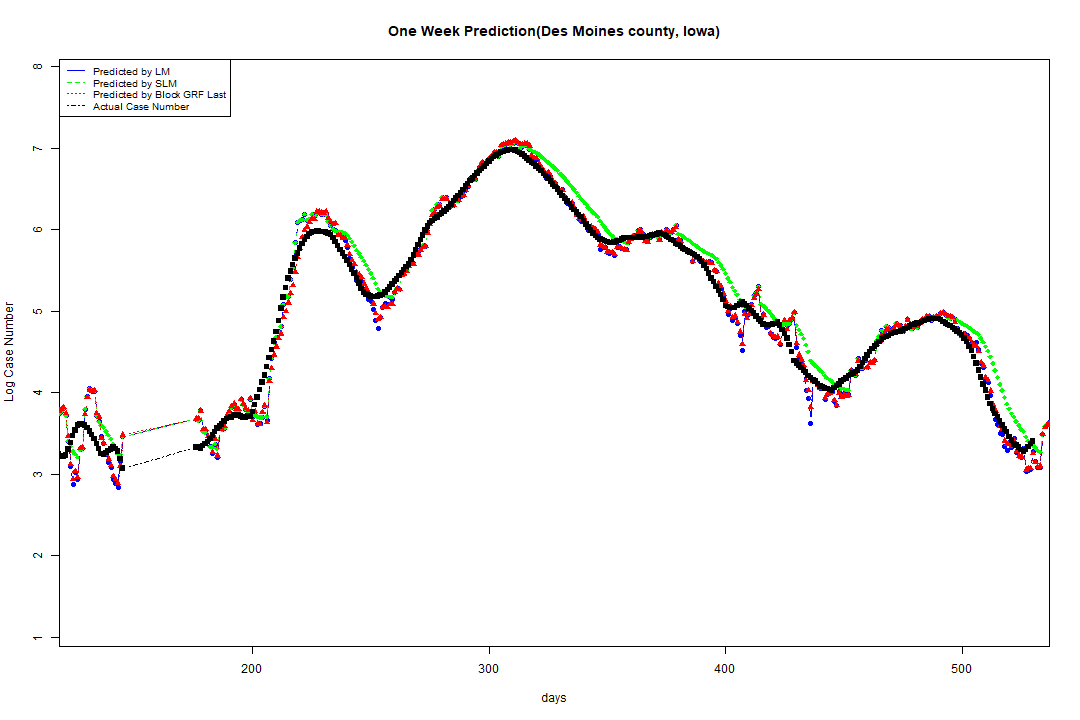 One Week Prediction(Des Moines county, Iowa)
Predicted by LM
Predicted by SLM
Predicted by Block GRF Last
Actual Case Number
Log Case Number
8
7
6
5
4
3
2
1
200
300
400
500
days